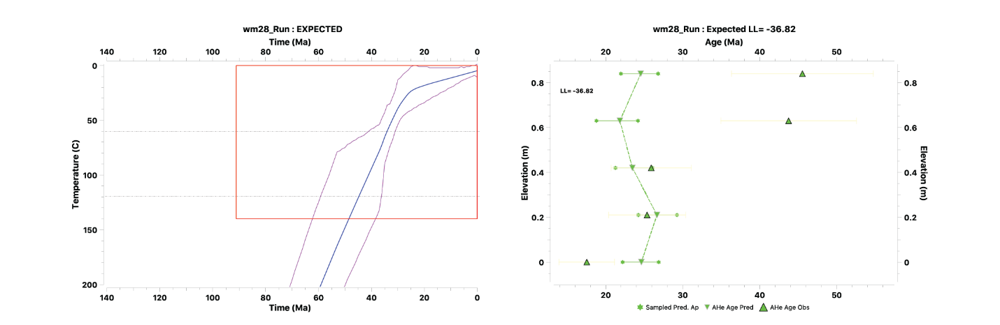 wm28_Run : EXPECTED
Time (Ma)
140 120 100 80 60 40 20 0
0
50
100
150
200
Temperature (C)
140 120 100 80 60 40 20 0
Time (Ma)
wm28_Run : Expected LL= -36.82
Age (Ma)
20 30 40 50
LL= -36.82
0.8 0.8
0.6 0.6
0.4 0.4
0.2 0.2
0 0
Elevation (m)
Elevation (m)
20 30 40 50
Sampled Pred. Ap AHe Age Pred AHe Age Obs